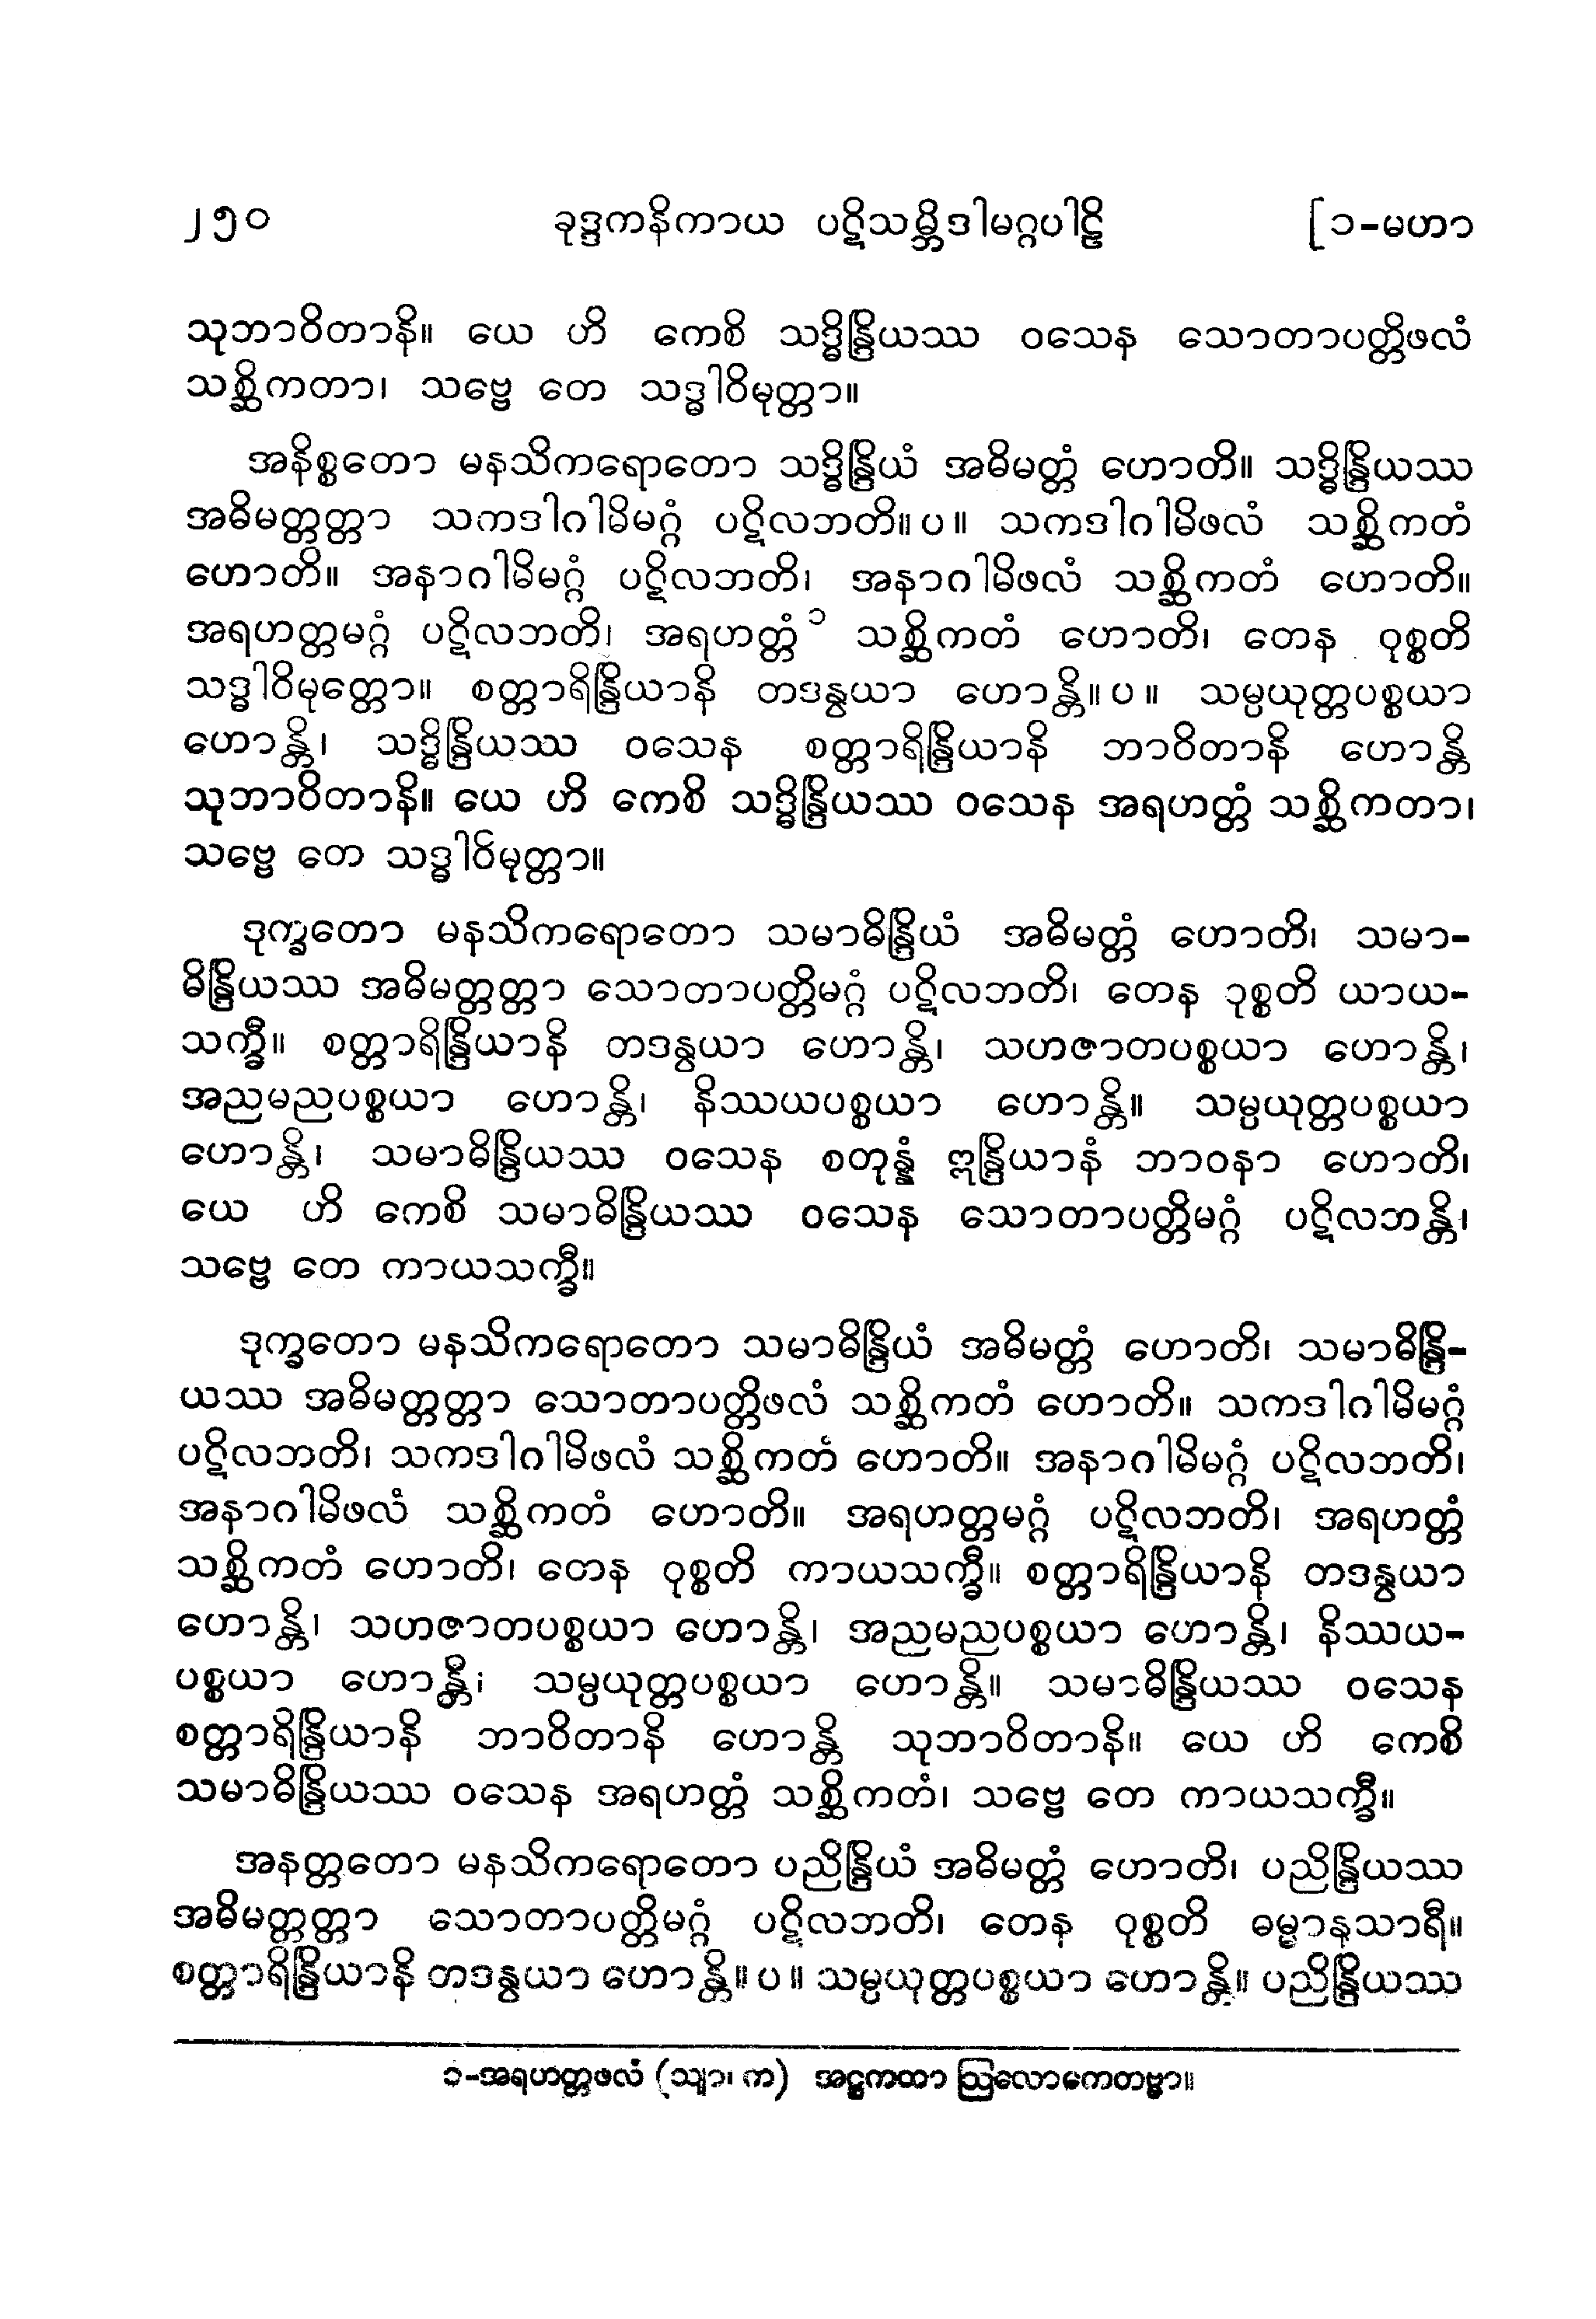 ၂၅၀ ခုဒ္ဒကနိကာယ ပဋိသမ္ဘိဒါမဂ္ဂပါဠိ [၁-မဟာ
သုဘာဝိတာနိ။ ယေ ဟိ ကေစိ သဒ္ဓိန္ဒြိယဿ ဝသေန သောတာပတ္တိဖလံ
သစ္ဆိကတာ၊ သဗ္ဗေ တေ သဒ္ဓါဝိမုတ္တာ။
အနိစ္စတော မနသိကရောတော သဒ္ဓိန္ဒြိယံ အဓိမတ္တံ ဟောတိ။ သဒ္ဓိန္ဒြိယဿ
အဓိမတ္တတ္တာ သကဒါဂါမိမဂ္ဂံ ပဋိလဘတိ။ပ။ သကဒါဂါမိဖလံ သစ္ဆိကတံ
ဟောတိ။ အနာဂါမိမဂ္ဂံ ပဋိလဘတိ၊ အနာဂါမိဖလံ သစ္ဆိကတံ ဟောတိ။
အရဟတ္တမဂ္ဂံ ပဋိလဘတိ၊ အရဟတ္တံ ၁ သစ္ဆိကတံ ဟောတိ၊ တေန ဝုစ္စတိ
သဒ္ဓါဝိမုတ္တော။ စတ္တာရိန္ဒြိယာနိ တဒန္ဝယာ ဟောန္တိ။ပ။ သမ္ပယုတ္တပစ္စယာ
ဟောန္တိ၊ သဒ္ဓိန္ဒြိယဿ ဝသေန စတ္တာရိန္ဒြိယာနိ ဘာဝိတာနိ ဟောန္တိ
သုဘာဝိတာနိ။ ယေ ဟိ ကေစိ သဒ္ဓိန္ဒြိယဿ ဝသေန အရဟတ္တံ သစ္ဆိကတာ၊
သဗ္ဗေ တေ သဒ္ဓါဝိမုတ္တာ။
ဒုက္ခတော မနသိကရောတော သမာဓိန္ဒြိယံ အဓိမတ္တံ ဟောတိ၊ သမာ-
ဓိန္ဒြိယဿ အဓိမတ္တတ္တာ သောတာပတ္တိမဂ္ဂံ ပဋိလဘတိ၊ တေန ဝုစ္စတိ ယာယ-
သက္ခီ။ စတ္တာရိန္ဒြိယာနိ တဒန္ဝယာ ဟောန္တိ၊ သဟဇာတပစ္စယာ ဟောန္တိ၊
အညမညပစ္စယာ ဟောန္တိ၊ နိဿယပစ္စယာ ဟောန္တိ။ သမ္ပယုတ္တပစ္စယာ
ဟောန္တိ၊ သမာဓိန္ဒြိယဿ ဝသေန စတုန္နံ ဣန္ဒြိယာနံ ဘာဝနာ ဟောတိ၊
ယေ ဟိ ကေစိ သမာဓိန္ဒြိယဿ ဝသေန သောတာပတ္တိမဂ္ဂံ ပဋိလဘန္တိ၊
သဗ္ဗေ တေ ကာယသက္ခီ။
ဒုက္ခတော မနသိကရောတော သမာဓိန္ဒြိယံ အဓိမတ္တံ ဟောတိ၊ သမာဓိန္ဒြိ-
ယဿ အဓိမတ္တတ္တာ သောတာပတ္တိဖလံ သစ္ဆိကတံ ဟောတိ။ သကဒါဂါမိမဂ္ဂံ
ပဋိလဘတိ၊ သကဒါဂါမိဖလံ သစ္ဆိကတံ ဟောတိ။ အနာဂါမိမဂ္ဂံ ပဋိလဘတိ၊
အနာဂါမိဖလံ သစ္ဆိကတံ ဟောတိ။ အရဟတ္တမဂ္ဂံ ပဋိလဘတိ၊ အရဟတ္တံ
သစ္ဆိကတံ ဟောတိ၊ တေန ဝုစ္စတိ ကာယသက္ခီ။ စတ္တာရိန္ဒြိယာနိ တဒန္ဝယာ
ဟောန္တိ၊ သဟဇာတပစ္စယာ ဟောန္တိ၊ အညမညပစ္စယာ ဟောန္တိ၊ နိဿယ-
ပစ္စယာ ဟောန္တိ၊ သမ္ပယုတ္တပစ္စယာ ဟောန္တိ။ သမာဓိန္ဒြိယဿ ဝသေန
စတ္တာရိန္ဒြိယာနိ ဘာဝိတာနိ ဟောန္တိ သုဘာဝိတာနိ။ ယေ ဟိ ကေစိ
သမာဓိန္ဒြိယဿ ဝသေန အရဟတ္တံ သစ္ဆိကတံ၊ သဗ္ဗေ တေ ကာယသက္ခီ။
အနတ္တတော မနသိကရောတော ပညိန္ဒြိယံ အဓိမတ္တံ ဟောတိ၊ ပညိန္ဒြိယဿ
အဓိမတ္တတ္တာ သောတာပတ္တိမဂ္ဂံ ပဋိလဘတိ၊ တေန ဝုစ္စတိ ဓမ္မာနုသာရီ။
စတ္တာရိန္ဒြိယာနိ တဒန္ဝယာ ဟောန္တိ။ပ။ သမ္ပယုတ္တပစ္စယာ ဟောန္တိ။ ပညိန္ဒြိယဿ
၁-အရဟတ္တဖလံ (သျာ၊ က) အဋ္ဌကထာ ဩလောကေတဗ္ဗာ။